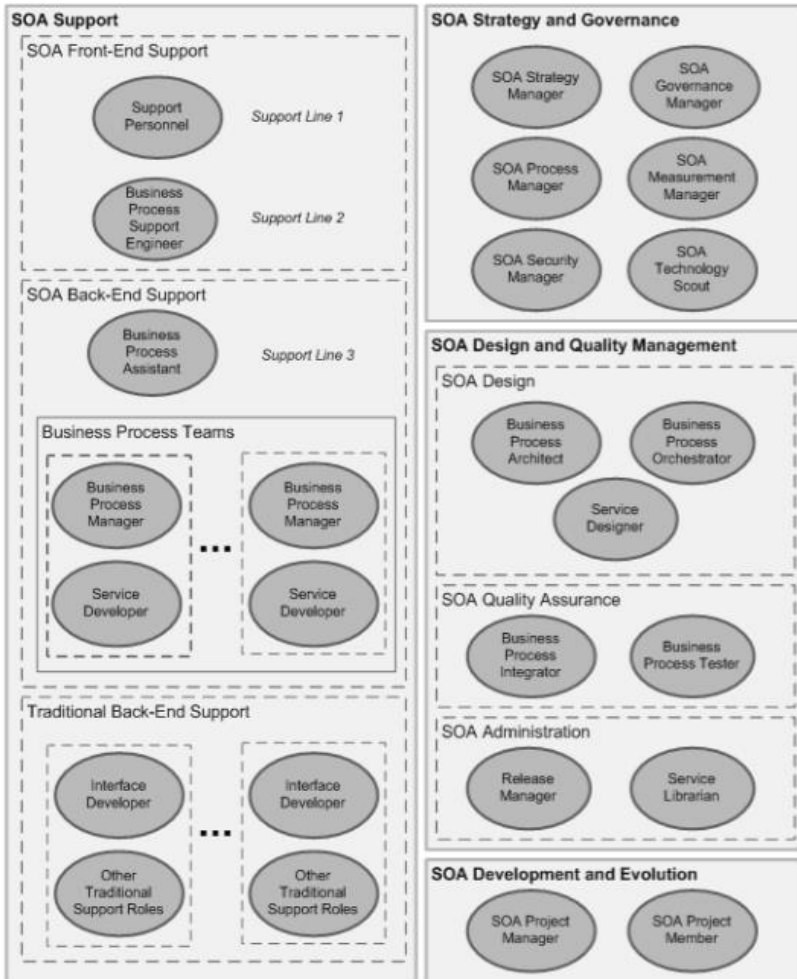 SOA Support
SOA Front-End Support
Support
Personnel
Support Line 1
Business
Process
Support
Engineer
Support Line 2
SOA Back-End Support
Business
Process
Assistant
Support Line 3
Business Process Teams
Business
Process
Manager
Service
Developer
...
Business
Process
Manager
Service
Developer
Traditional Back-End Support
Interface
Developer
Other
Traditional
Support Roles
...
Interface
Developer
Other
Traditional
Support Roles
SOA Strategy and Governance
SOA Strategy
Manager
SOA
Governance
Manager
SOA Process
Manager
SOA
Measurement
Manager
SOA Security
Manager
SOA
Technology
Scout
SOA Design and Quality Management
SOA Design
Business
Process
Architect
Business
Process
Orchestrator
Service
Designer
SOA Quality Assurance
Business
Process
Integrator
Business
Process Tester
SOA Administration
Release
Manager
Service
Librarian
SOA Development and Evolution
SOA Project
Manager
SOA Project
Member